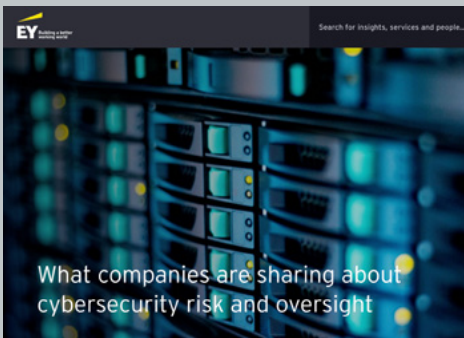 EY
Building a better
working world
Search for insights, services and people...
What companies are sharing about
cybersecurity risk and oversight